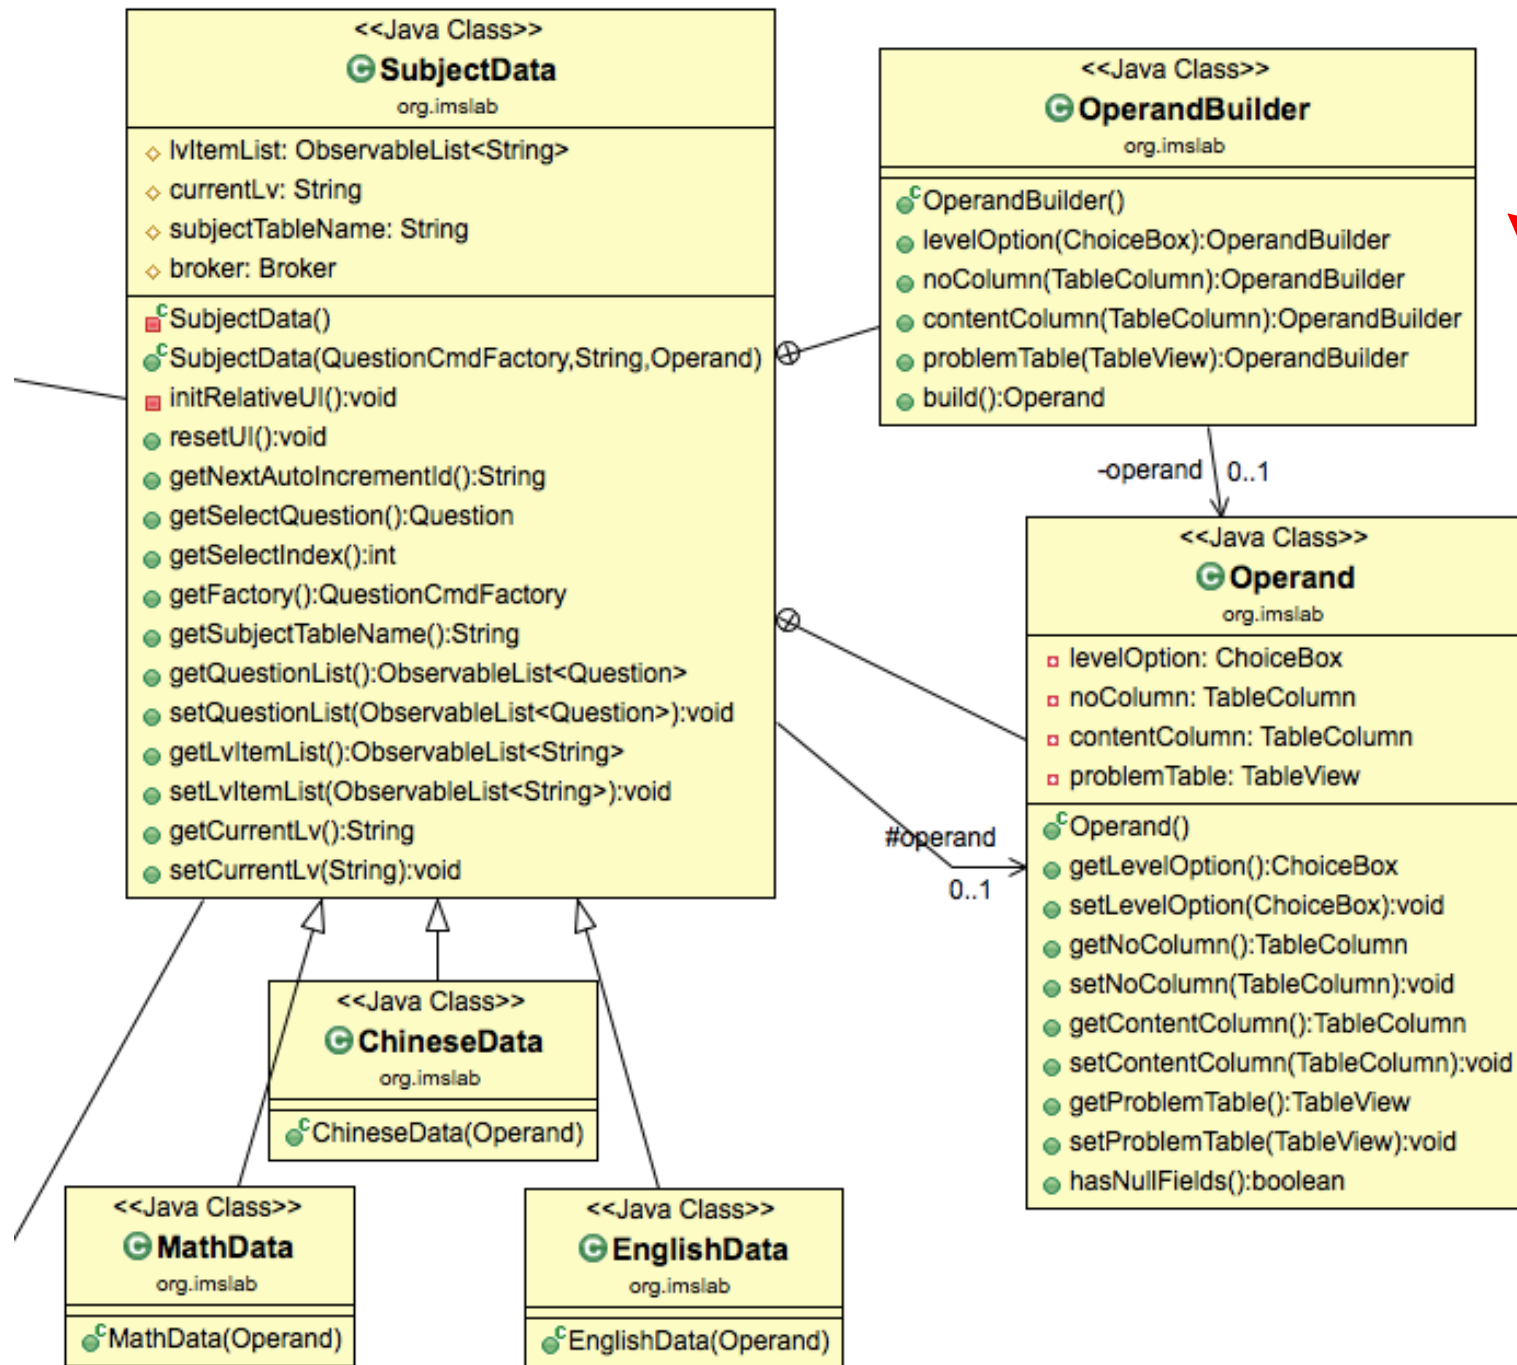 <<Java Class>>
SubjectData
org.imslab
lvItemList: ObservableList<String>
currentLv: String
subjectTableName: String
broker: Broker
SubjectData()
SubjectData(QuestionCmdFactory,String,Operand)
initRelativeUI():void
resetUI():void
getNextAutoIncrementId():String
getSelectQuestion():Question
getSelectIndex():int
getFactory():QuestionCmdFactory
getSubjectTableName():String
getQuestionList():ObservableList<Question>
setQuestionList(ObservableList<Question>):void
getLvItemList():ObservableList<String>
setLvItemList(ObservableList<String>):void
getCurrentLv():String
setCurrentLv(String):void
<<Java Class>>
OperandBuilder
org.imslab
OperandBuilder()
levelOption(ChoiceBox):OperandBuilder
noColumn(TableColumn):OperandBuilder
contentColumn(TableColumn):OperandBuilder
problemTable(TableView):OperandBuilder
build():Operand
-operand 0..1
<<Java Class>>
Operand
org.imslab
levelOption: ChoiceBox
noColumn: TableColumn
contentColumn: TableColumn
problemTable: TableView
Operand()
getLevelOption():ChoiceBox
setLevelOption(ChoiceBox):void
getNoColumn():TableColumn
setNoColumn(TableColumn):void
getContentColumn():TableColumn
setContentColumn(TableColumn):void
getProblemTable():TableView
setProblemTable(TableView):void
hasNullFields():boolean
#operand
0..1
<<Java Class>>
ChineseData
org.imslab
ChineseData(Operand)
<<Java Class>>
MathData
org.imslab
MathData(Operand)
<<Java Class>>
EnglishData
org.imslab
EnglishData(Operand)